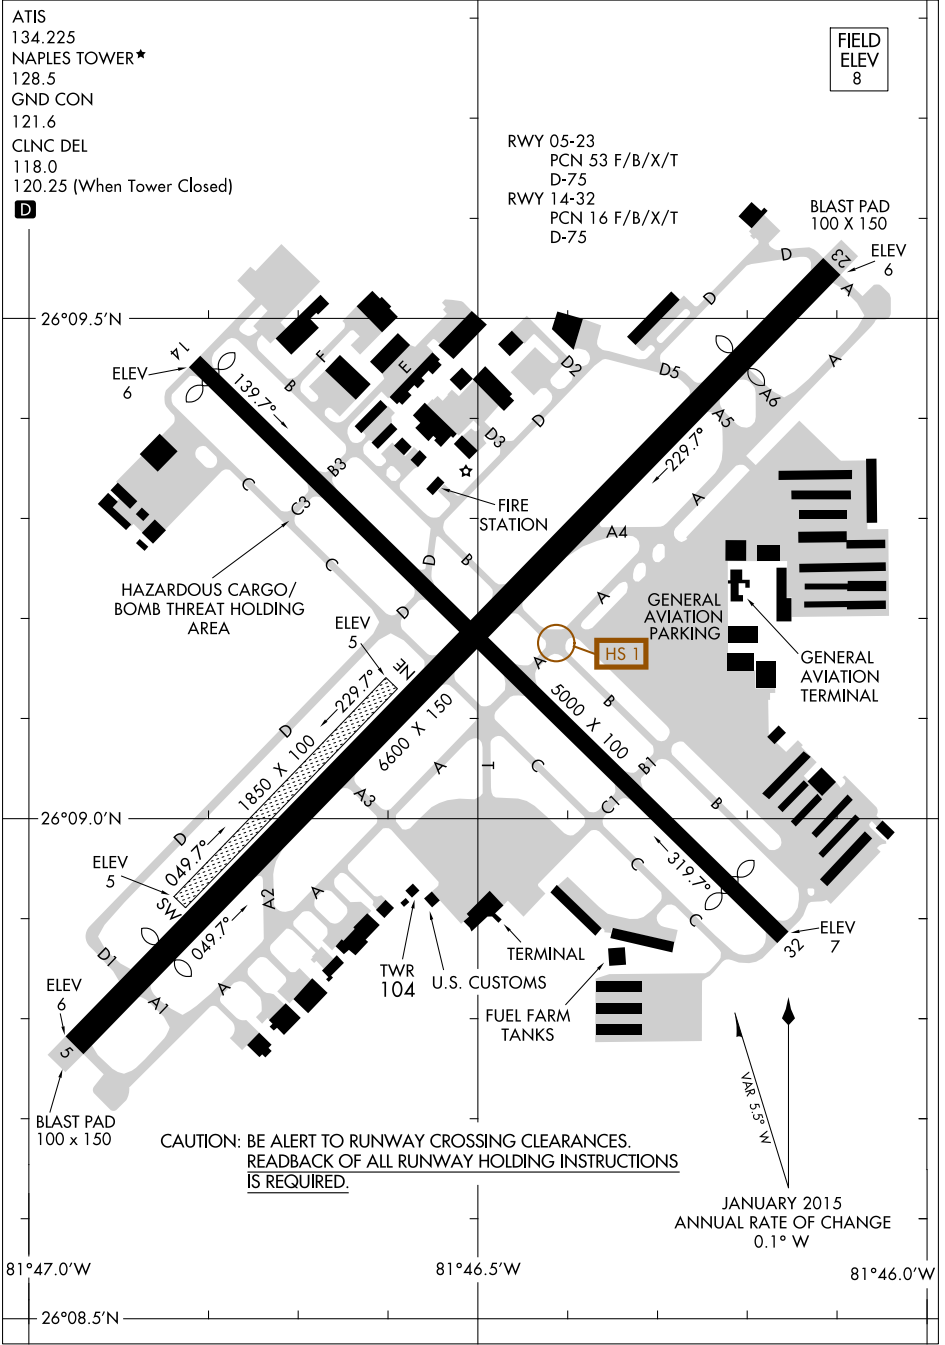 ATIS
134.225
NAPLES TOWER★
128.5
GND CON
121.6
CLNC DEL
118.0
120.25 (When Tower Closed)
D
FIELD
ELEV
8
RWY 05-23
PCN 53 F/B/X/T
D-75
RWY 14-32
PCN 16 F/B/X/T
D-75
BLAST PAD
100 X 150
D
23
ELEV
6
A
D
26°09.5'N
14
F
E
D2
D5
A
ELEV
6
139.7°
B
A6
A5
D
D3
229.7°
B3
C
C3
A
FIRE
STATION
A4
D
B
C
HAZARDOUS CARGO/
BOMB THREAT HOLDING
AREA
D
A
GENERAL
AVIATION
PARKING
ELEV
5
HS 1
A
GENERAL
AVIATION
TERMINAL
NE
229.7°
5000 X 100
B
6600 X 150
D
1850 X 100
A
T
C
B1
A3
C1
B
26°09.0'N
D
049.7°
C
319.7°
ELEV
5
SW
A2
A
049.7°
C
ELEV
7
32
D1
TERMINAL
TWR
104
U.S. CUSTOMS
ELEV
6
A1
A
FUEL FARM
TANKS
5
VAR 5.5° W
BLAST PAD
100 x 150
CAUTION: BE ALERT TO RUNWAY CROSSING CLEARANCES.
READBACK OF ALL RUNWAY HOLDING INSTRUCTIONS
IS REQUIRED.
JANUARY 2015
ANNUAL RATE OF CHANGE
0.1° W
81°47.0'W
81°46.5'W
81°46.0'W
26°08.5'N